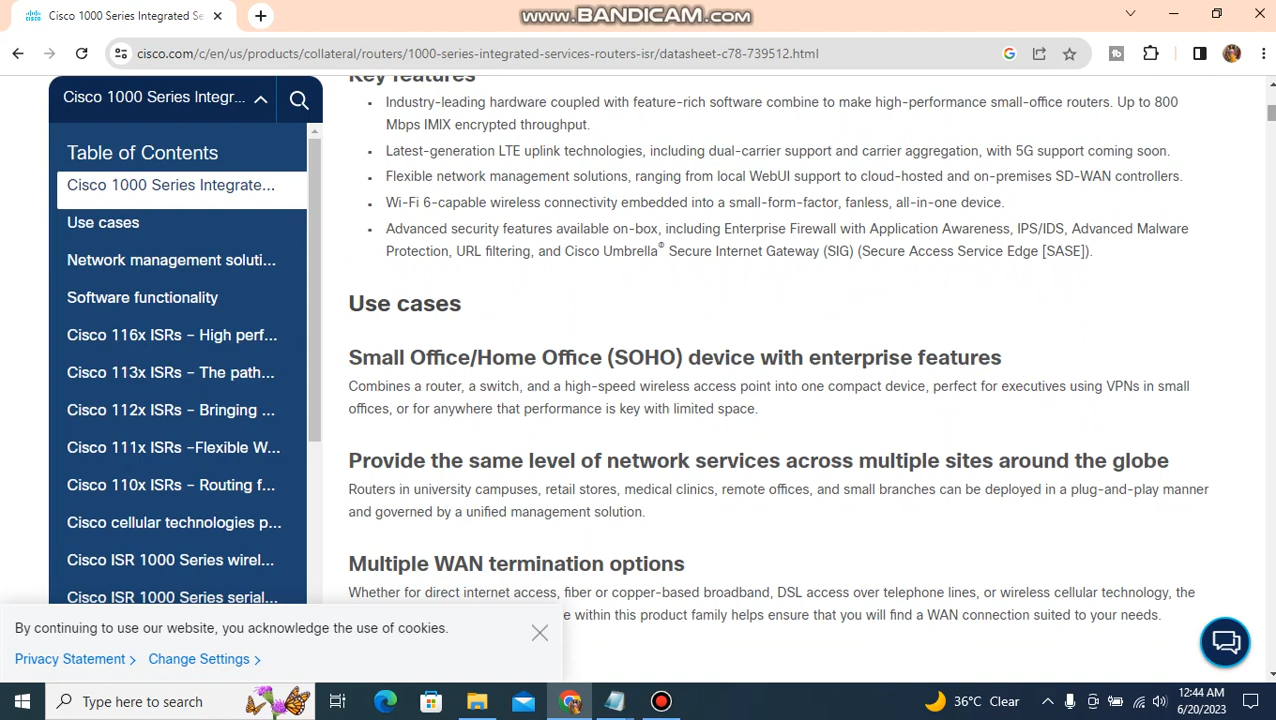 Cisco 1000 Series Integrated Se
www.BANDICAM.com
cisco.com/c/en/us/products/collateral/routers/1000-series-integrated-services-routers-isr/datasheet-c78-739512.html
Cisco 1000 Series Integr...
Table of Contents
Cisco 1000 Series Integrate...
Use cases
Network management soluti...
Software functionality
Cisco 116x ISRs – High perf...
Cisco 113x ISRs – The path...
Cisco 112x ISRs – Bringing ...
Cisco 111x ISRs –Flexible W...
Cisco 110x ISRs – Routing f...
Cisco cellular technologies p...
Cisco ISR 1000 Series wirel...
Cisco ISR 1000 Series serial...
Key features
• Industry-leading hardware coupled with feature-rich software combine to make high-performance small-office routers. Up to 800
Mbps IMIX encrypted throughput.
• Latest-generation LTE uplink technologies, including dual-carrier support and carrier aggregation, with 5G support coming soon.
• Flexible network management solutions, ranging from local WebUI support to cloud-hosted and on-premises SD-WAN controllers.
• Wi-Fi 6-capable wireless connectivity embedded into a small-form-factor, fanless, all-in-one device.
• Advanced security features available on-box, including Enterprise Firewall with Application Awareness, IPS/IDS, Advanced Malware
Protection, URL filtering, and Cisco Umbrella® Secure Internet Gateway (SIG) (Secure Access Service Edge [SASE]).
Use cases
Small Office/Home Office (SOHO) device with enterprise features
Combines a router, a switch, and a high-speed wireless access point into one compact device, perfect for executives using VPNs in small
offices, or for anywhere that performance is key with limited space.
Provide the same level of network services across multiple sites around the globe
Routers in university campuses, retail stores, medical clinics, remote offices, and small branches can be deployed in a plug-and-play manner
and governed by a unified management solution.
Multiple WAN termination options
Whether for direct internet access, fiber or copper-based broadband, DSL access over telephone lines, or wireless cellular technology, the
e within this product family helps ensure that you will find a WAN connection suited to your needs.
By continuing to use our website, you acknowledge the use of cookies.
Privacy Statement > Change Settings >
Type here to search
36°C Clear
12:44 AM
6/20/2023